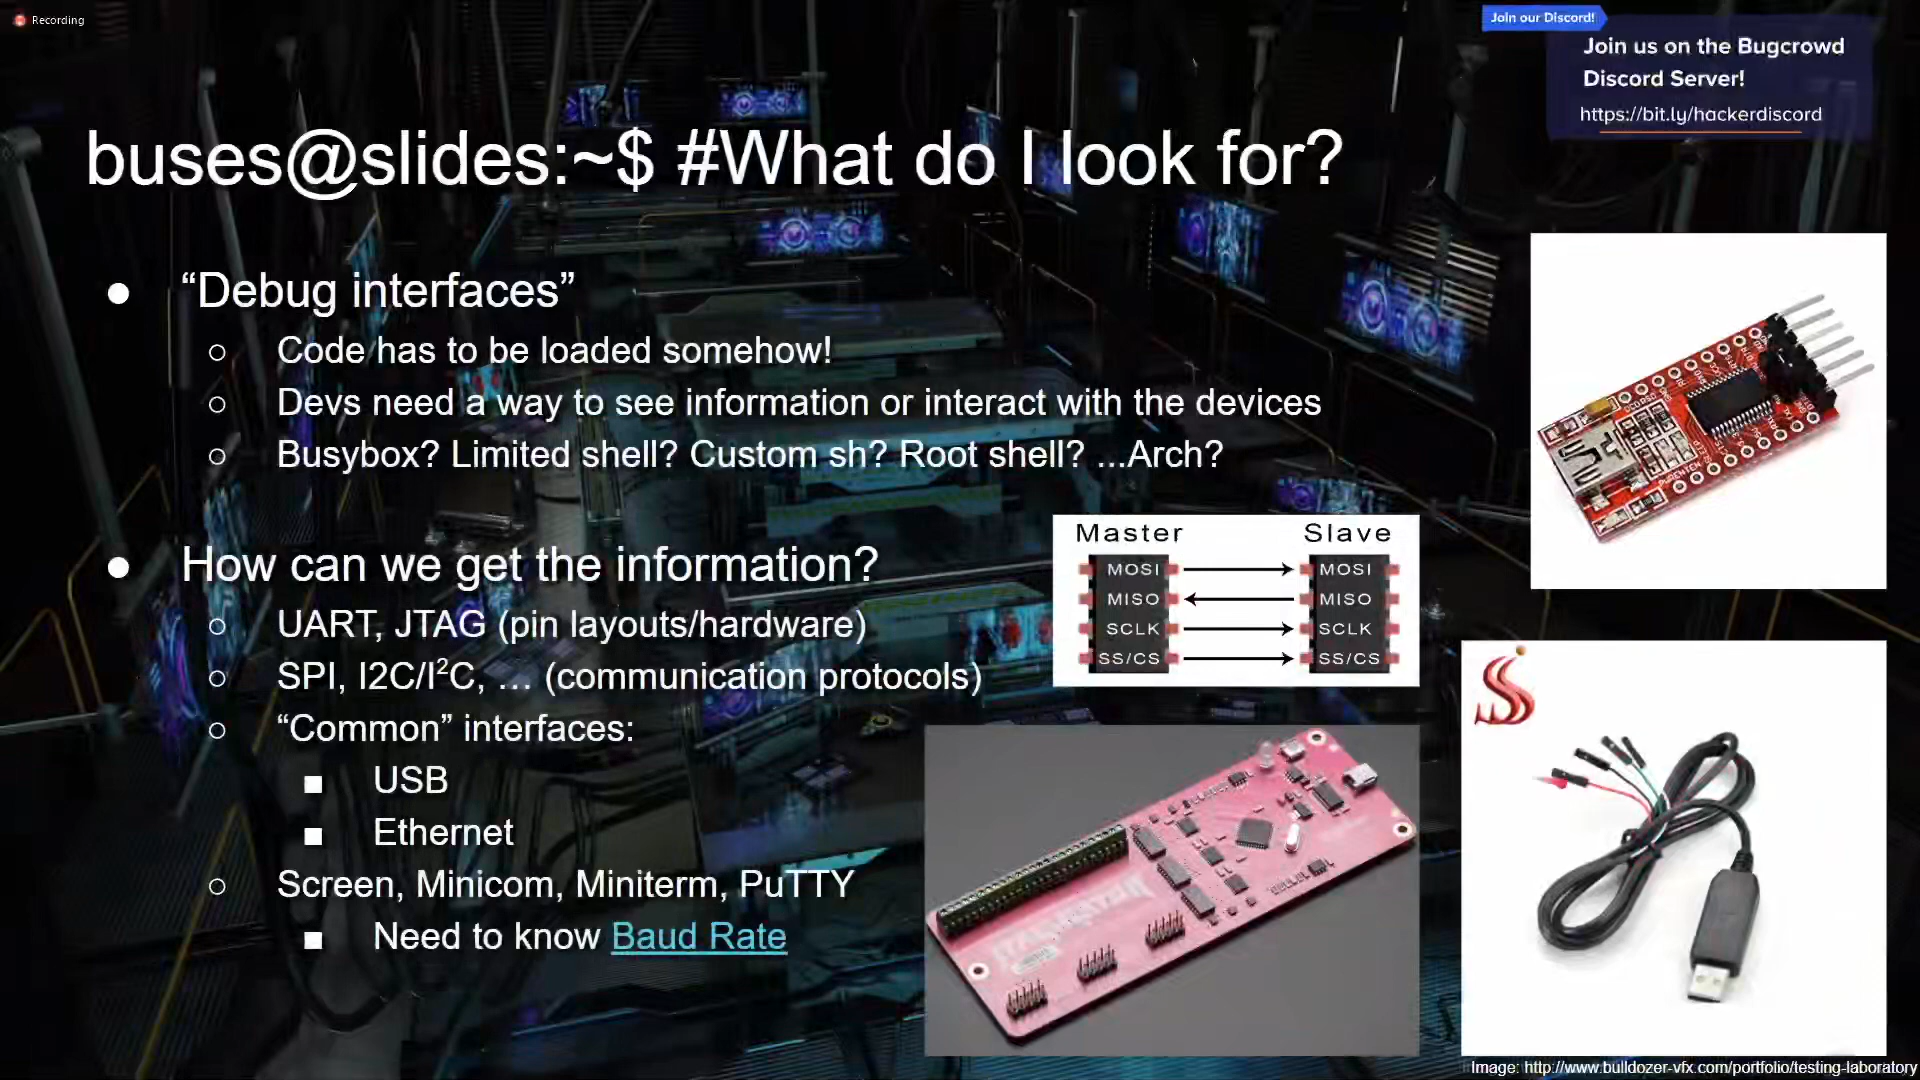 Recording
Join our Discord!
Join us on the Bugcrowd
Discord Server!
https://bit.ly/hackerdiscord
buses@slides:~$ #What do I look for?
● “Debug interfaces”
○ Code has to be loaded somehow!
○ Devs need a way to see information or interact with the devices
○ Busybox? Limited shell? Custom sh? Root shell? ...Arch?
● How can we get the information?
○ UART, JTAG (pin layouts/hardware)
○ SPI, I2C/I²C, … (communication protocols)
○ “Common” interfaces:
■ USB
■ Ethernet
○ Screen, Minicom, Miniterm, PuTTY
■ Need to know Baud Rate
Master Slave
MOSI MOSI
MISO MISO
SCLK SCLK
SS/CS SS/CS
Image: http://www.bulldozer-vfx.com/portfolio/testing-laboratory